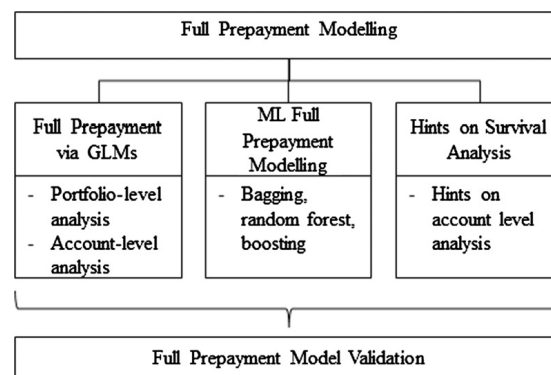 Full Prepayment Modelling
Full Prepayment
via GLMs
- Portfolio-level
analysis
- Account-level
analysis
ML Full
Prepayment
Modelling
- Bagging,
random forest,
boosting
Hints on Survival
Analysis
- Hints on
account level
analysis
Full Prepayment Model Validation